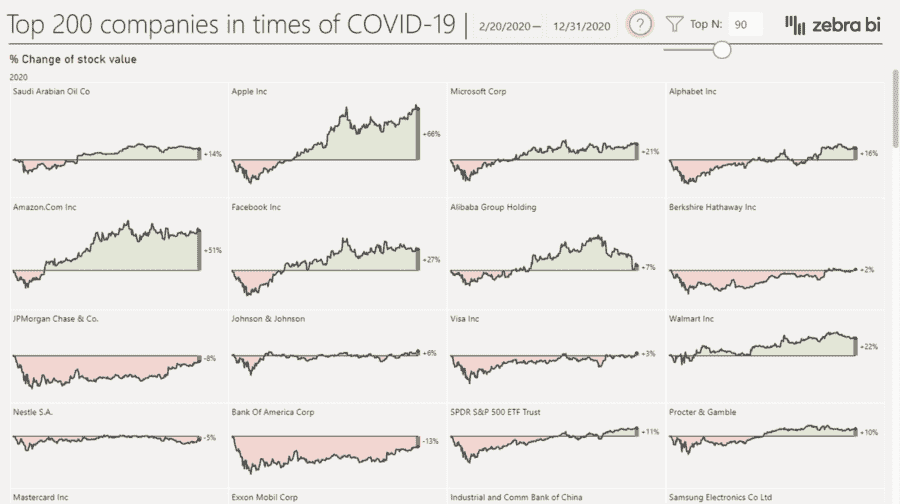 Top 200 companies in times of COVID-19 | 2/20/2020 — 12/31/2020 ? Top N: 90 zebra bi
% Change of stock value
2020
Saudi Arabian Oil Co Apple Inc Microsoft Corp Alphabet Inc
+14% +66% +21% +16%
Amazon.Com Inc Facebook Inc Alibaba Group Holding Berkshire Hathaway Inc
+51% +27% +7% +2%
JPMorgan Chase & Co. Johnson & Johnson Visa Inc Walmart Inc
-8% +6% +3% +22%
Nestle S.A. Bank Of America Corp SPDR S&P 500 ETF Trust Procter & Gamble
-5% -13% +11% +10%
Mastercard Inc Exxon Mobil Corp Industrial and Comm Bank of China Samsung Electronics Co Ltd